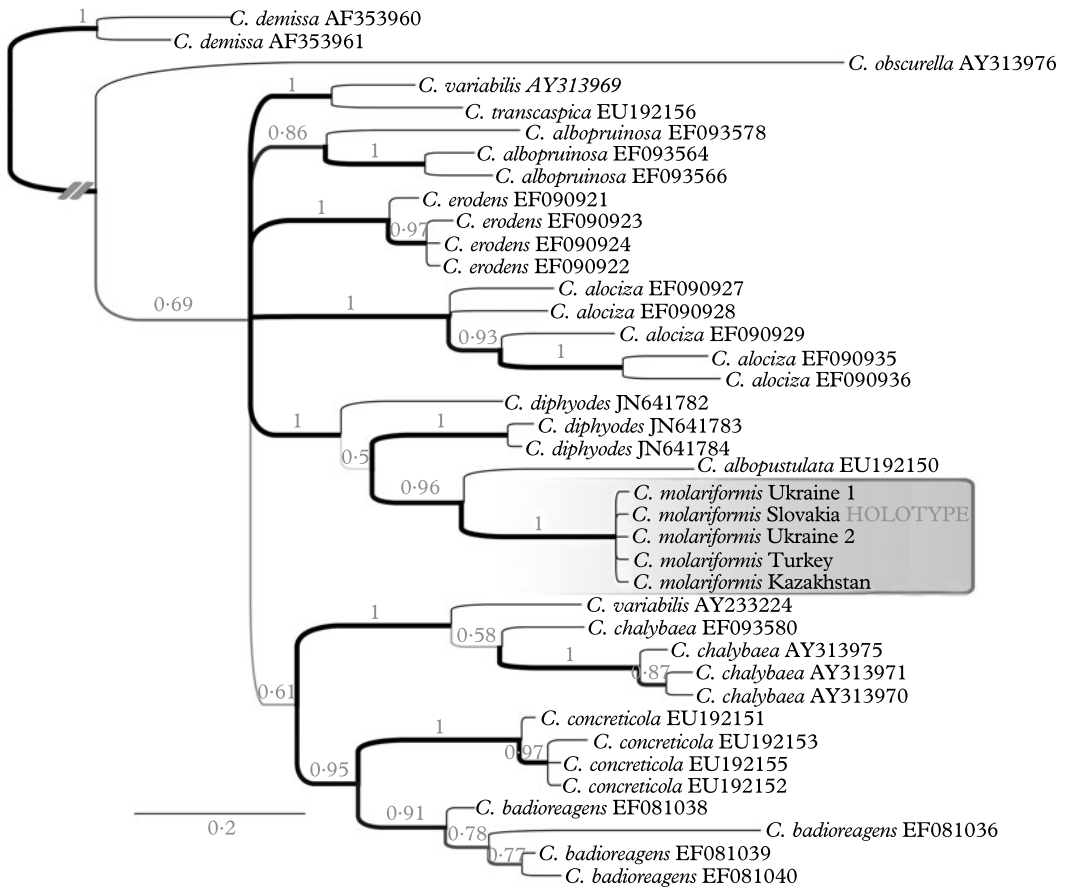 1
C. demissa AF353960
C. demissa AF353961
C. obscurella AY313976
1
C. variabilis AY313969
C. transcaspica EU192156
0·86
C. albopruinosa EF093578
1
C. albopruinosa EF093564
C. albopruinosa EF093566
1
C. erodens EF090921
0·97
C. erodens EF090923
C. erodens EF090924
C. erodens EF090922
0·69
1
C. alociza EF090927
C. alociza EF090928
0·93
C. alociza EF090929
1
C. alociza EF090935
C. alociza EF090936
1
C. diphyodes JN641782
0·5
1
C. diphyodes JN641783
C. diphyodes JN641784
0·96
C. albopustulata EU192150
1
C. molariformis Ukraine 1
C. molariformis Slovakia HOLOTYPE
C. molariformis Ukraine 2
C. molariformis Turkey
C. molariformis Kazakhstan
0·61
1
C. variabilis AY233224
0·58
C. chalybaea EF093580
1
C. chalybaea AY313975
0·87
C. chalybaea AY313971
C. chalybaea AY313970
0·95
1
C. concreticola EU192151
0·97
C. concreticola EU192153
C. concreticola EU192155
C. concreticola EU192152
0·91
C. badioreagens EF081038
0·78
C. badioreagens EF081036
0·77
C. badioreagens EF081039
C. badioreagens EF081040
0·2